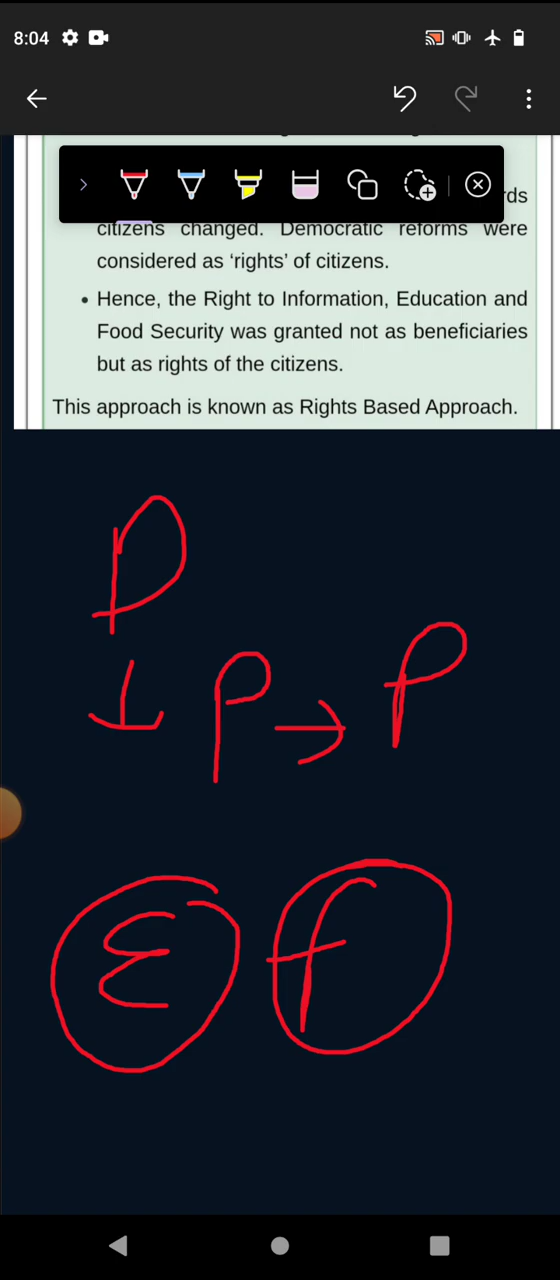 8:04
rds
citizens changed. Democratic reforms were
considered as ‘rights’ of citizens.
• Hence, the Right to Information, Education and
Food Security was granted not as beneficiaries
but as rights of the citizens.
This approach is known as Rights Based Approach.
D
↓ P → P
E f